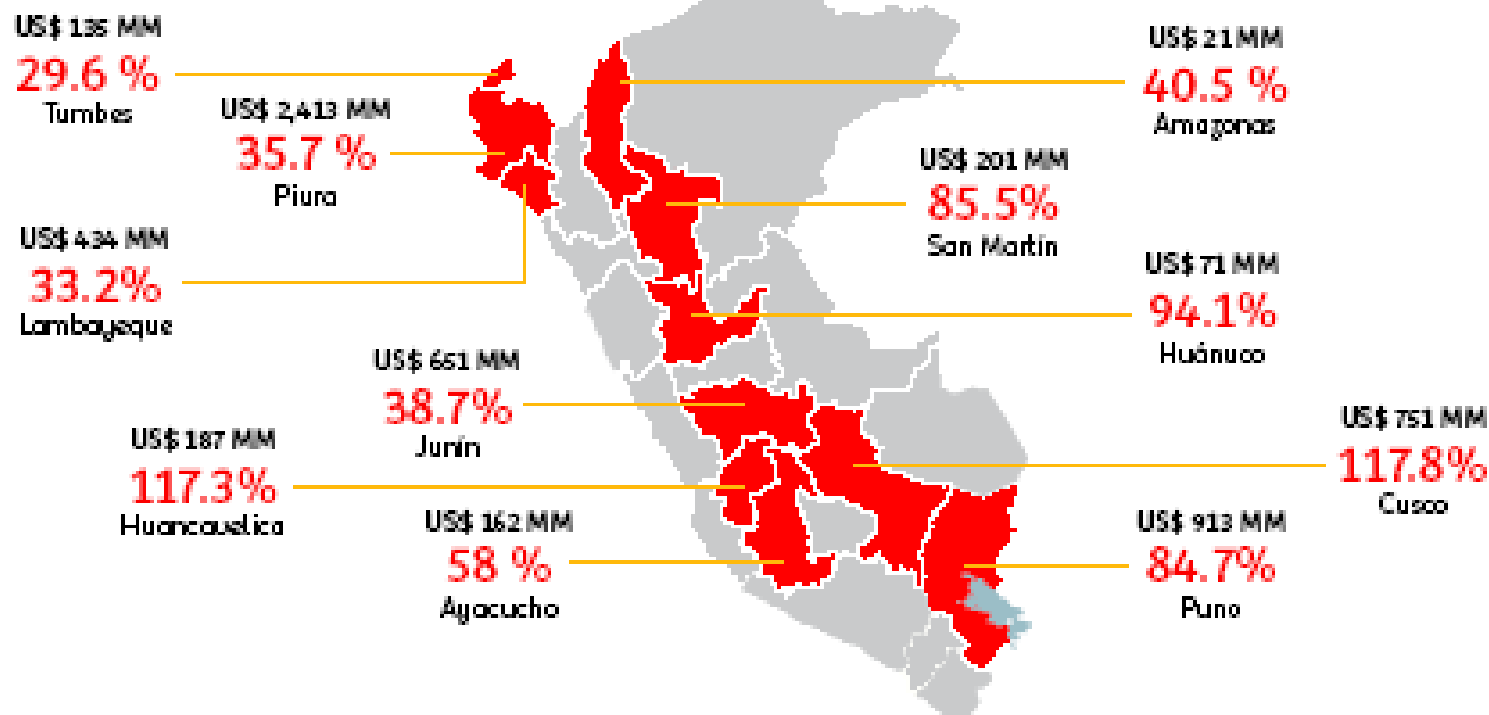 US$ 135 MM
29.6 %
Tumbes
US$ 2,413 MM
35.7 %
Piura
US$ 434 MM
33.2%
Lambayeque
US$ 651 MM
38.7%
Junín
US$ 187 MM
117.3%
Huancavelica
US$ 162 MM
58 %
Ayacucho
US$ 21 MM
40.5 %
Amagonas
US$ 201 MM
85.5%
San Martín
US$ 71 MM
94.1%
Huánuco
US$ 751 MM
117.8%
Cusco
US$ 913 MM
84.7%
Puno